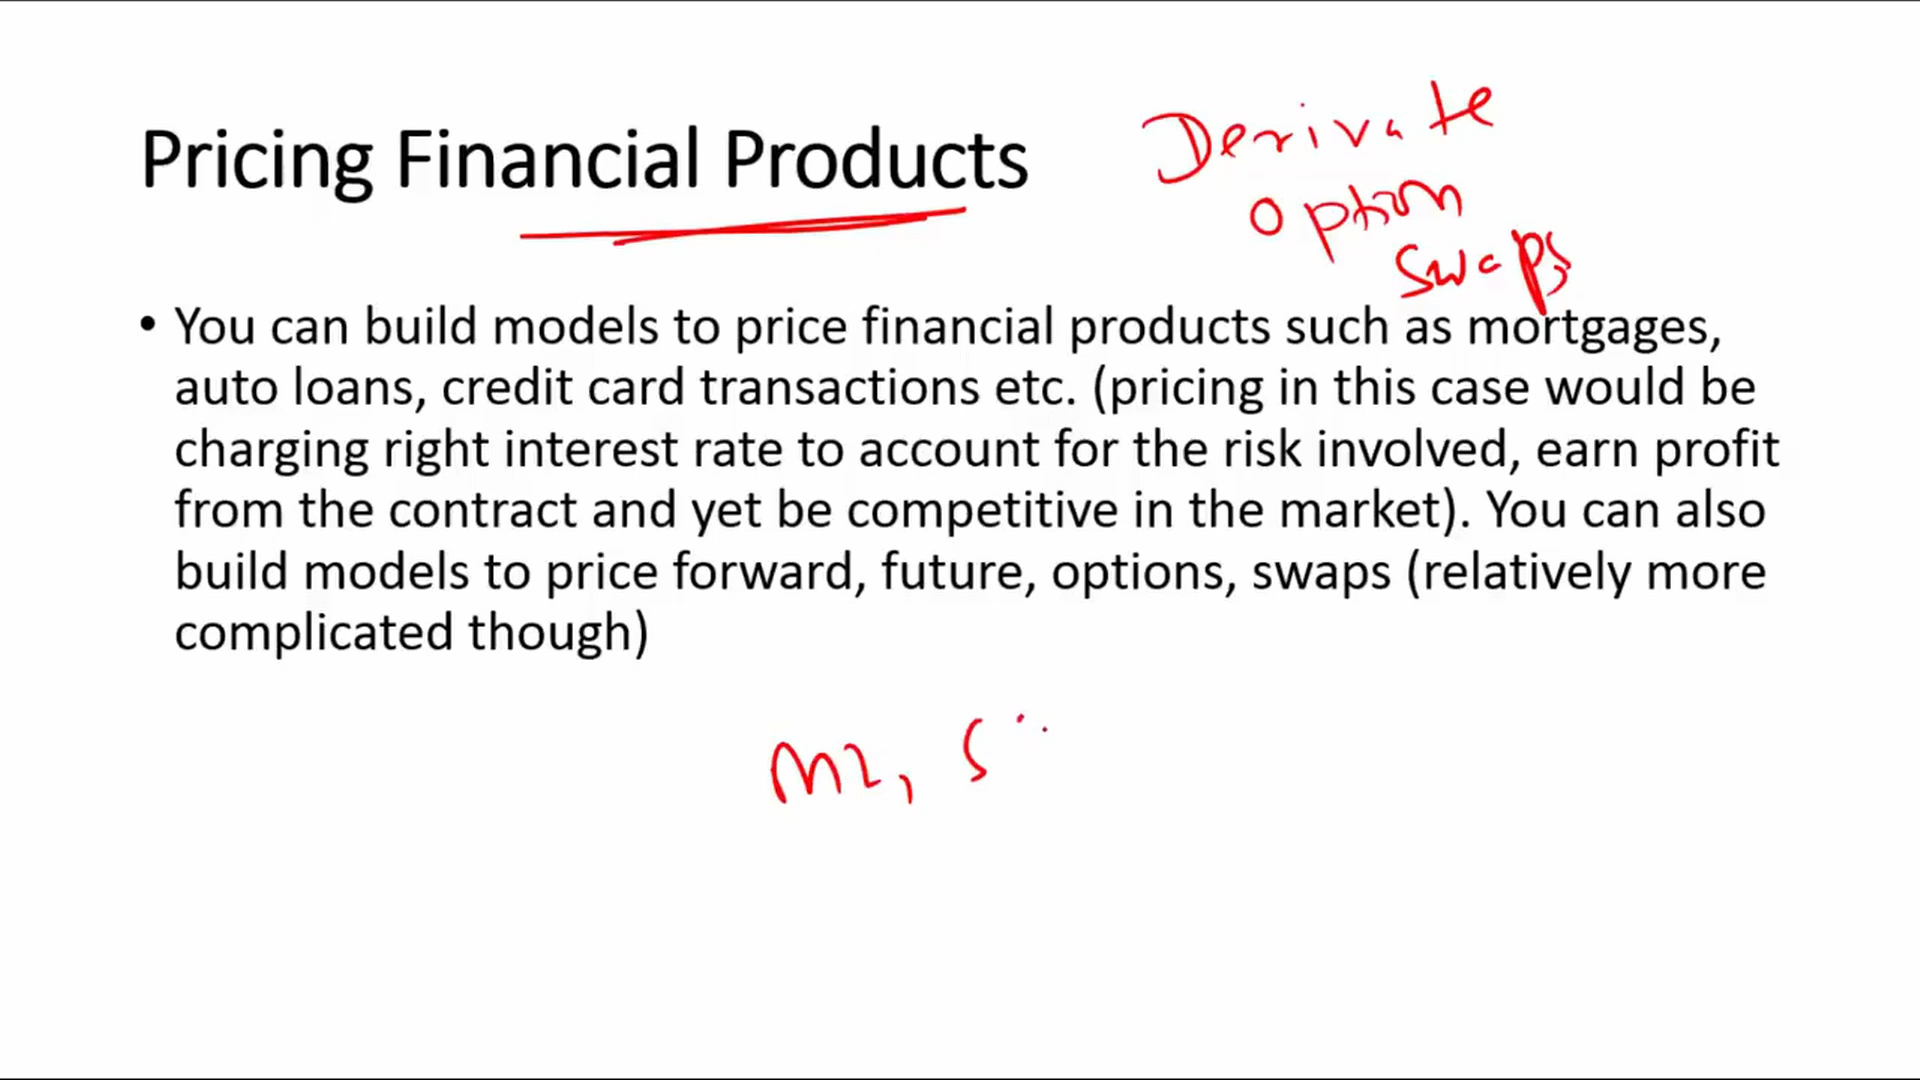 Pricing Financial Products
Derivate
option
swaps
• You can build models to price financial products such as mortgages,
auto loans, credit card transactions etc. (pricing in this case would be
charging right interest rate to account for the risk involved, earn profit
from the contract and yet be competitive in the market). You can also
build models to price forward, future, options, swaps (relatively more
complicated though)